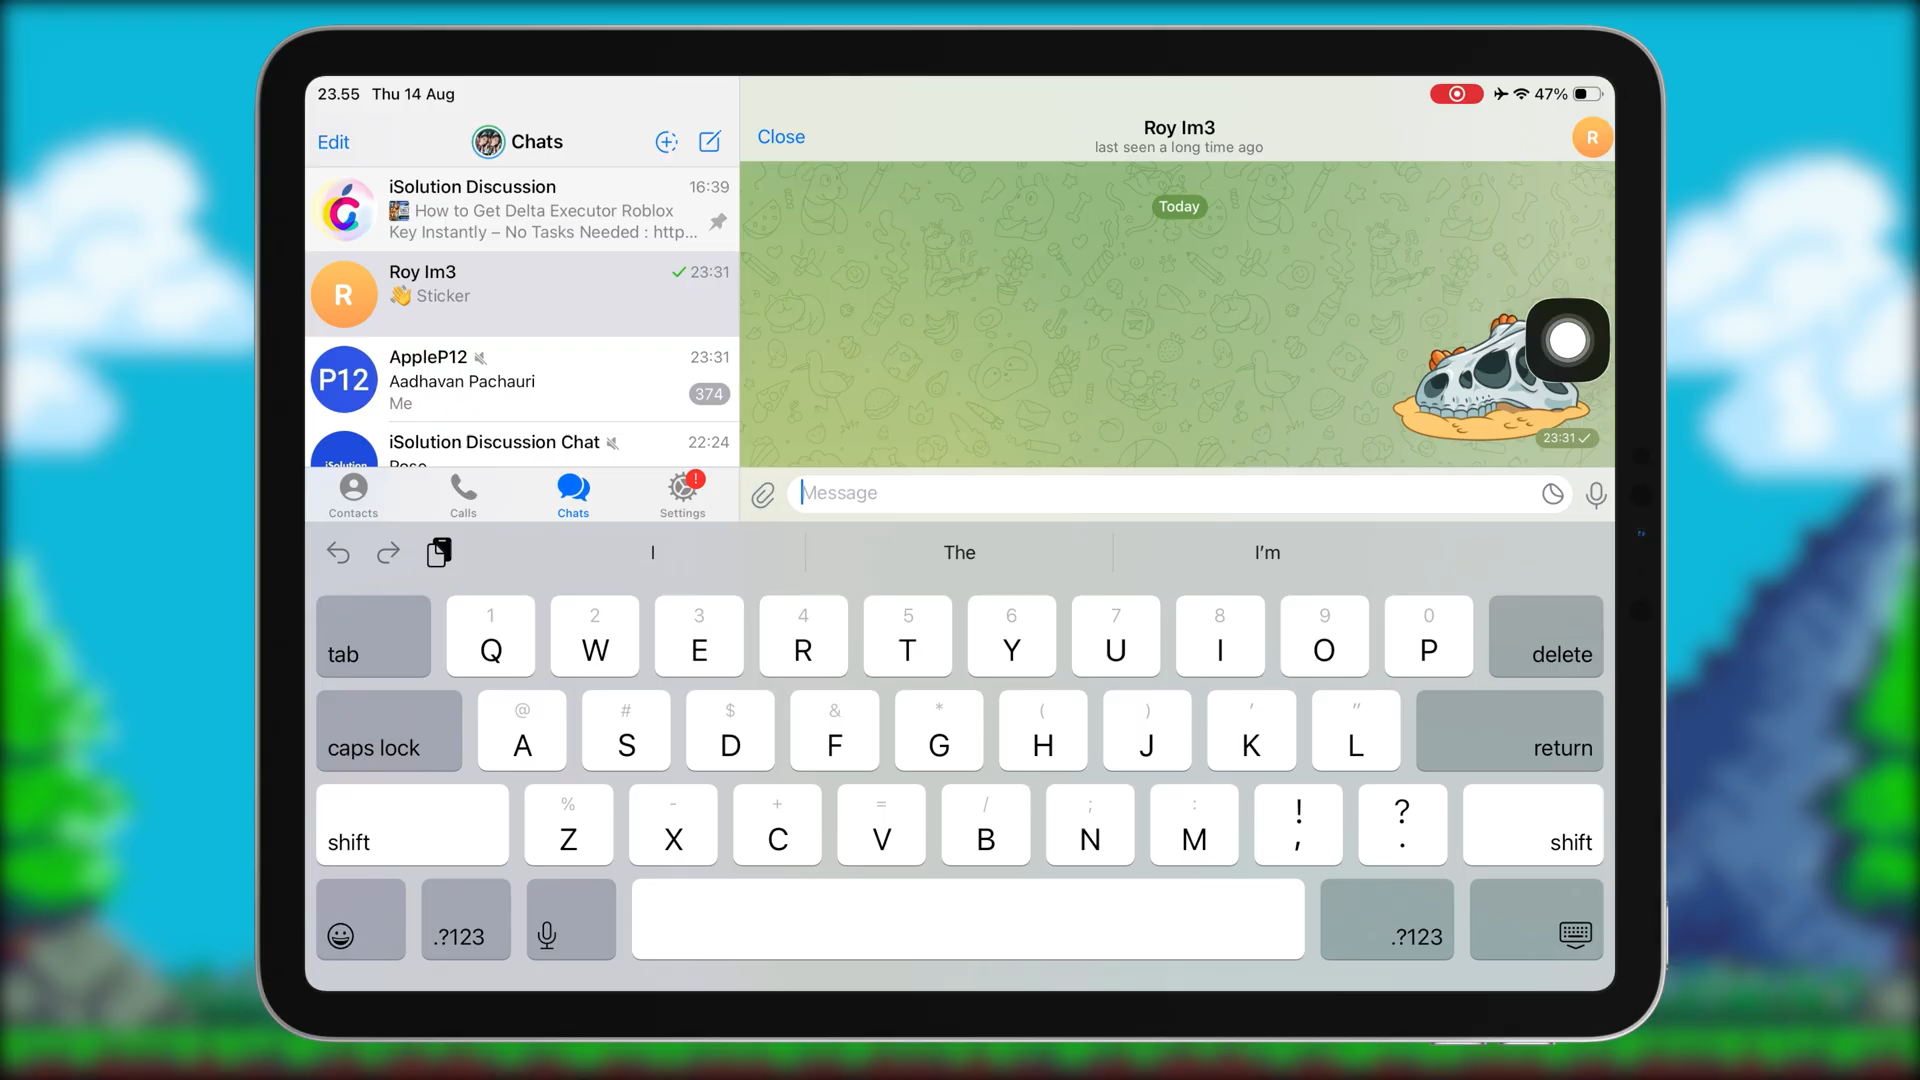 23.55 Thu 14 Aug
47%
Edit
Chats
iSolution Discussion 16:39
How to Get Delta Executor Roblox
Key Instantly – No Tasks Needed : http...
R
Roy Im3 23:31
👋 Sticker
P12
AppleP12 23:31
Aadhavan Pachauri
Me
374
iSolution Discussion Chat 22:24
iSolution
Rose
Contacts
Calls
Chats
Settings
!
Close
Roy Im3
last seen a long time ago
R
Today
23:31
Message
I The I'm
1 2 3 4 5 6 7 8 9 0
tab Q W E R T Y U I O P delete
@ # $ & * ( ) ' "
caps lock A S D F G H J K L return
% - + = / ; : ! ?
shift Z X C V B N M , . shift
.?123 .?123